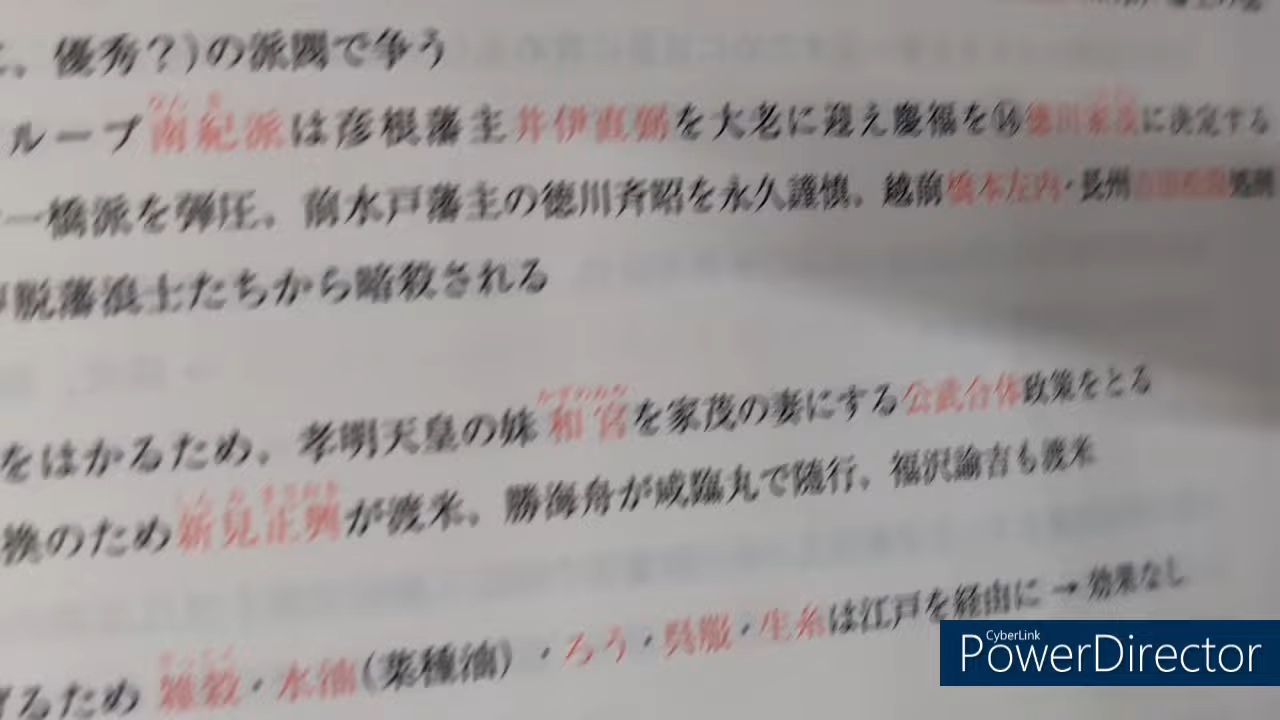 、優秀？)の派閥で争う
ループ南紀派は彦根藩主井伊直弼を大老に迎え慶福を⑭徳川家茂に決定する
一橋派を弾圧。前水戸藩主の徳川斉昭を永久謹慎。越前橋本左内・長州吉田松陰処刑
脱藩浪士たちから暗殺される
をはかるため、孝明天皇の妹和宮を家茂の妻にする公武合体政策をとる
換のため新見正興が渡米。勝海舟が咸臨丸で随行、福沢諭吉も渡米
るため 雑穀・水油(菜種油)・ろう・呉服・生糸は江戸を経由に→効果なし
CyberLink
PowerDirector